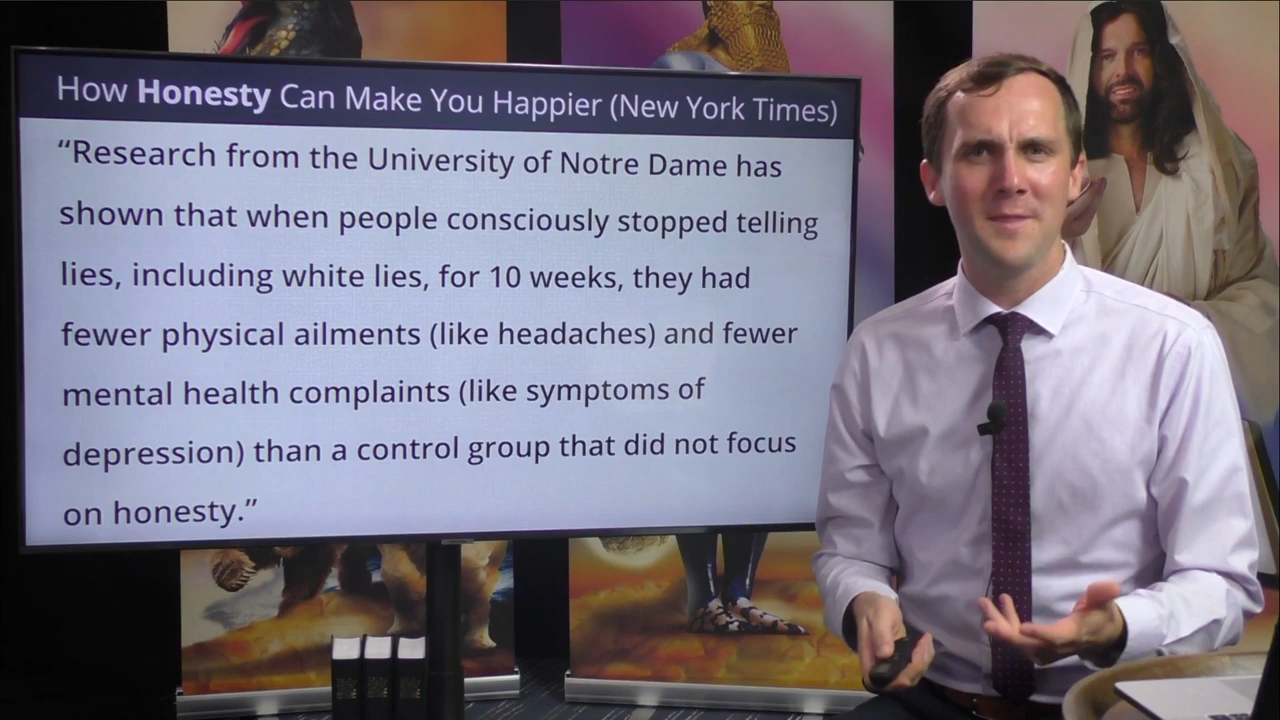 How Honesty Can Make You Happier (New York Times)
“Research from the University of Notre Dame has
shown that when people consciously stopped telling
lies, including white lies, for 10 weeks, they had
fewer physical ailments (like headaches) and fewer
mental health complaints (like symptoms of
depression) than a control group that did not focus
on honesty.”